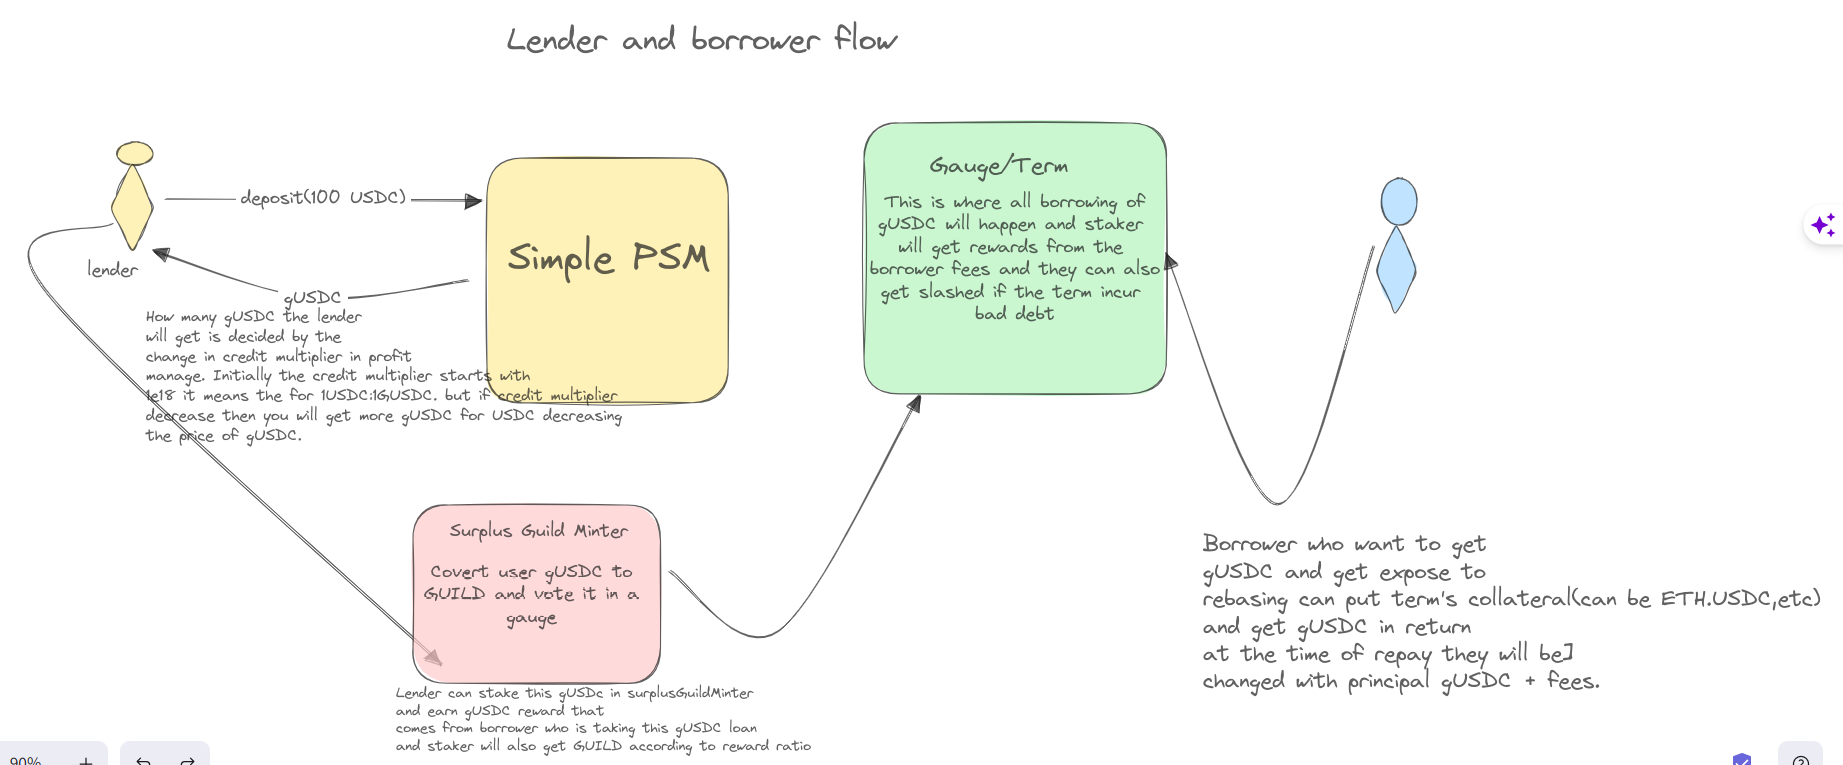 Lender and borrower flow
deposit(100 USDC)
lender
gUSDC
How many gUSDC the lender
will get is decided by the
change in credit multiplier in profit
manage. Initially the credit multiplier starts with
1e18 it means the for 1USDC:1GUSDC. but if credit multiplier
decrease then you will get more gUSDC for USDC decreasing
the price of gUSDC.
Simple PSM
Gauge/Term
This is where all borrowing of
gUSDC will happen and staker
will get rewards from the
borrower fees and they can also
get slashed if the term incur
bad debt
Surplus Guild Minter
Covert user gUSDC to
GUILD and vote it in a
gauge
Lender can stake this gUSDc in surplusGuildMinter
and earn gUSDC reward that
comes from borrower who is taking this gUSDC loan
and staker will also get GUILD according to reward ratio
Borrower who want to get
gUSDC and get expose to
rebasing can put term's collateral(can be ETH.USDC,etc)
and get gUSDC in return
at the time of repay they will be]
changed with principal gUSDC + fees.
90%